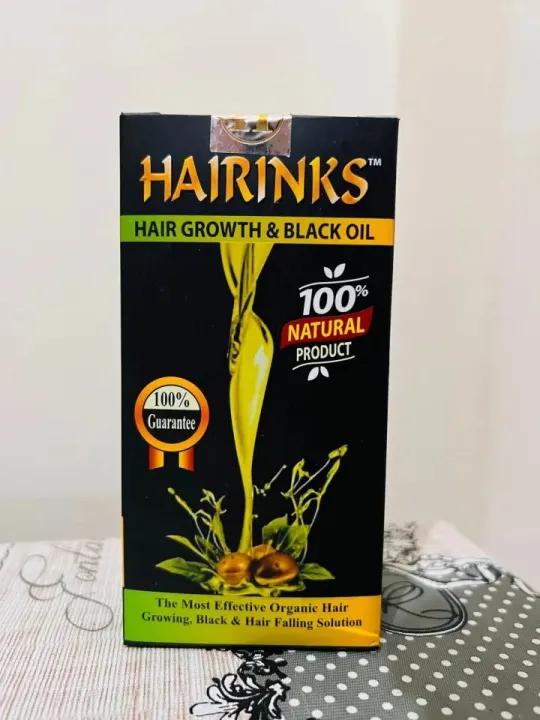 HAIRINKS™
HAIR GROWTH & BLACK OIL
100%
NATURAL
PRODUCT
100%
Guarantee
The Most Effective Organic Hair
Growing, Black & Hair Falling Solution